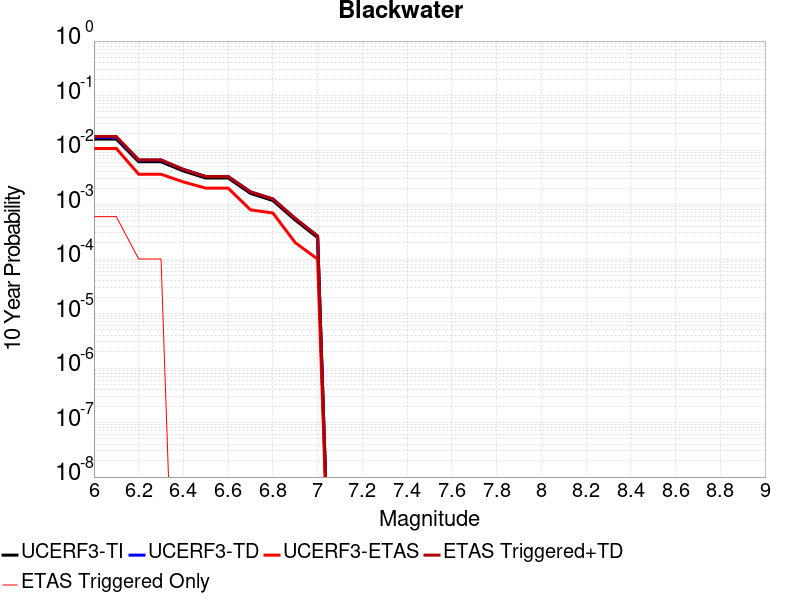 Blackwater
10^0
10^-1
10^-2
10^-3
10^-4
10^-5
10^-6
10^-7
10^-8
10 Year Probability
6 6.2 6.4 6.6 6.8 7 7.2 7.4 7.6 7.8 8 8.2 8.4 8.6 8.8 9
Magnitude
UCERF3-TI UCERF3-TD UCERF3-ETAS ETAS Triggered+TD
ETAS Triggered Only